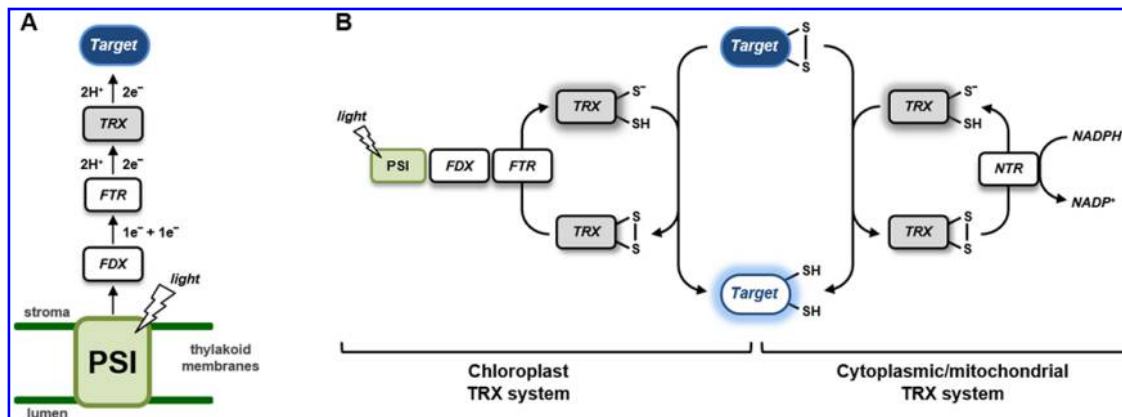 A
Target
2H⁺ 2e⁻
TRX
2H⁺ 2e⁻
FTR
1e⁻ + 1e⁻
FDX
light
stroma
PSI
thylakoid
membranes
lumen
B
Target
S
S
light
PSI
FDX
FTR
TRX
S⁻
SH
TRX
S
S
TRX
S⁻
SH
NADPH
NTR
NADP⁺
TRX
S
S
Target
SH
SH
Chloroplast
TRX system
Cytoplasmic/mitochondrial
TRX system